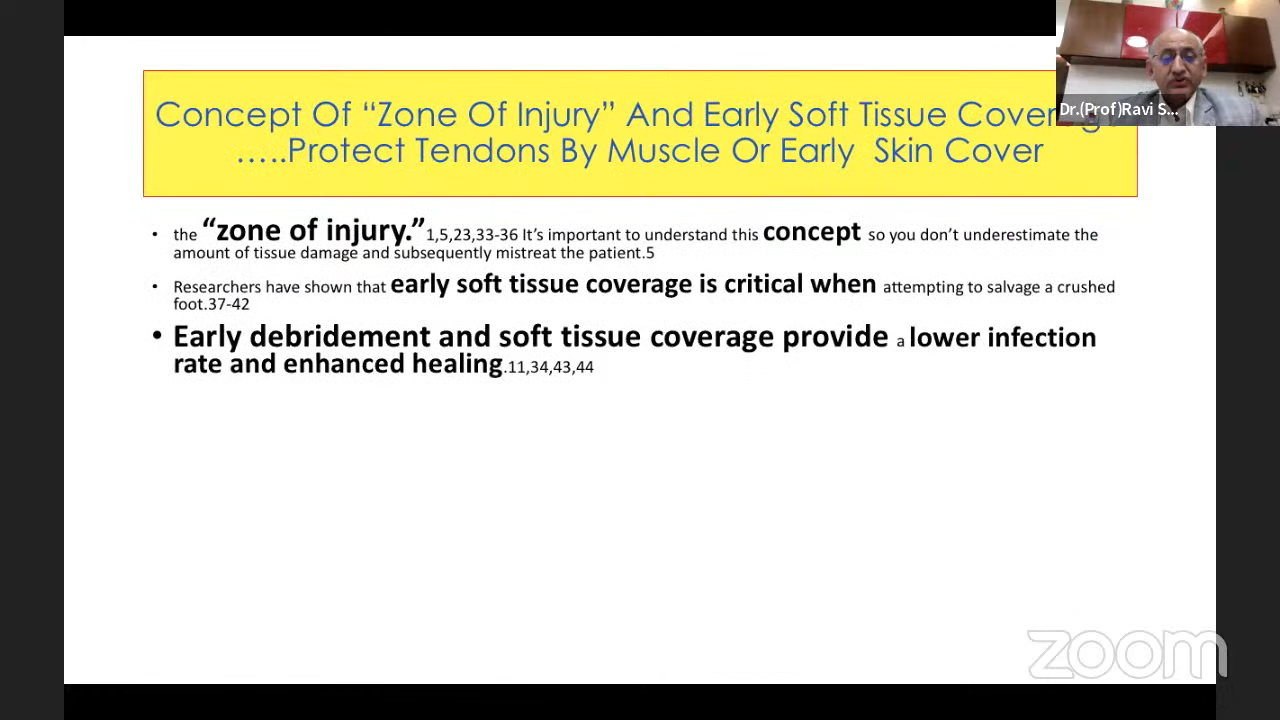 Concept Of “Zone Of Injury” And Early Soft Tissue
…..Protect Tendons By Muscle Or Early Skin Cover
Dr.(Prof)Ravi S...
• the “zone of injury.”1,5,23,33-36 It’s important to understand this concept so you don’t underestimate the
amount of tissue damage and subsequently mistreat the patient.5
• Researchers have shown that early soft tissue coverage is critical when attempting to salvage a crushed
foot.37-42
• Early debridement and soft tissue coverage provide a lower infection
rate and enhanced healing.11,34,43,44
zoom